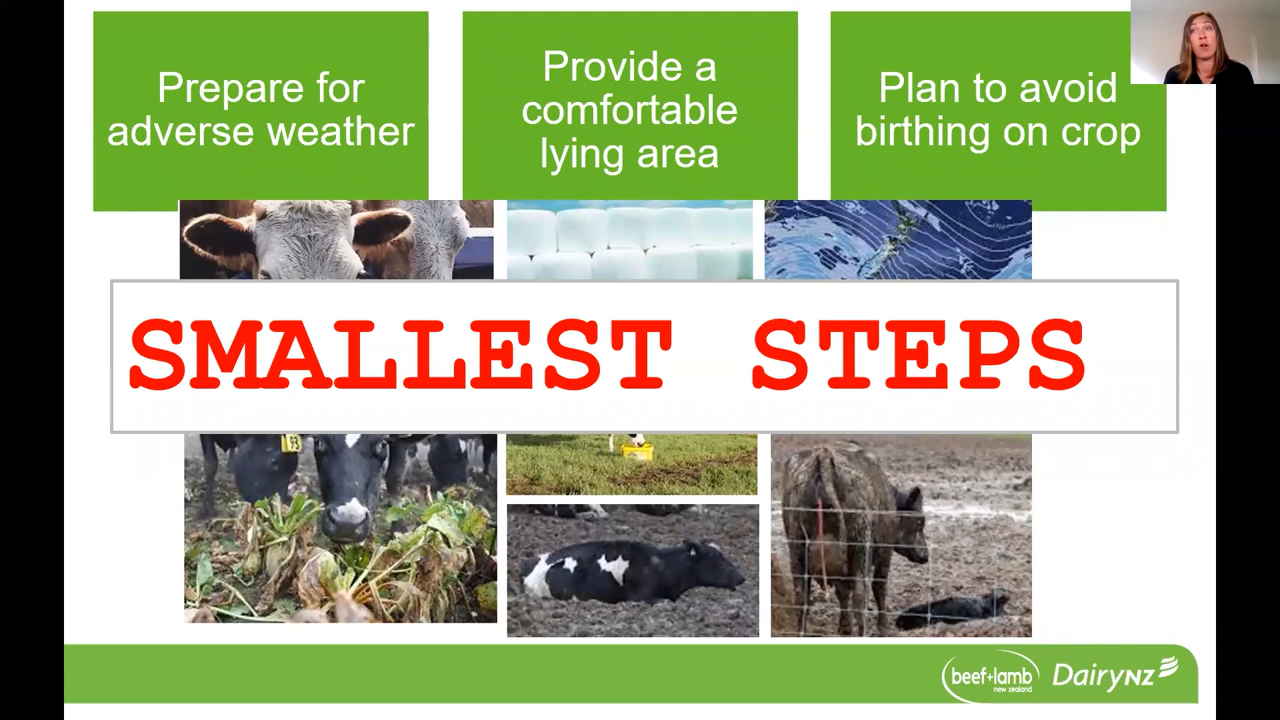 Prepare for
adverse weather
Provide a
comfortable
lying area
Plan to avoid
birthing on crop
SMALLEST STEPS
93
beef+lamb
new zealand
DairyNZ